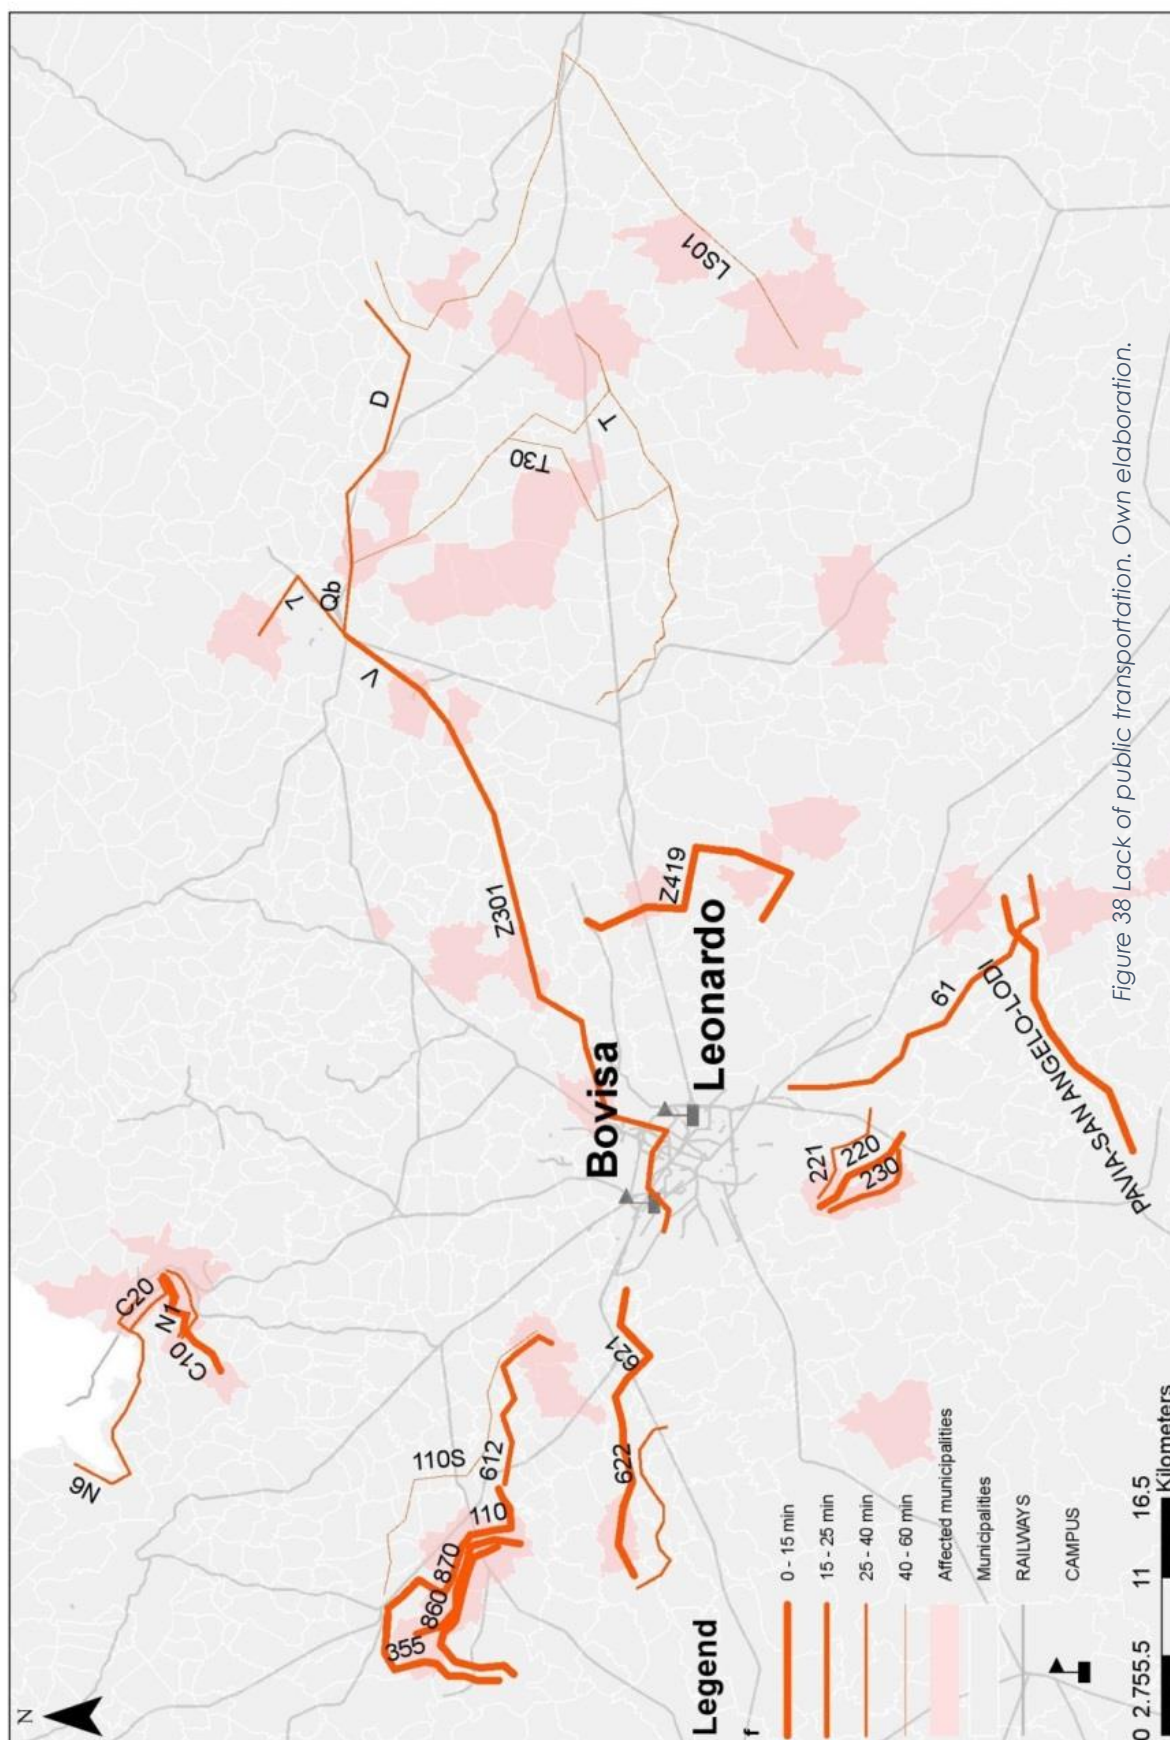 N
N6
C20
N1
C10
110S
612
110
870
860
355
621
622
Bovisa
Leonardo
Z301
Z419
V
7
Qb
D
T30
T
LS01
221
220
230
61
PAVIA-SAN ANGELO-LODI
Legend
f
0 - 15 min
15 - 25 min
25 - 40 min
40 - 60 min
Affected municipalities
Municipalities
RAILWAYS
CAMPUS
0 2.755.5 11 16.5
Kilometers
Figure 38 Lack of public transportation. Own elaboration.